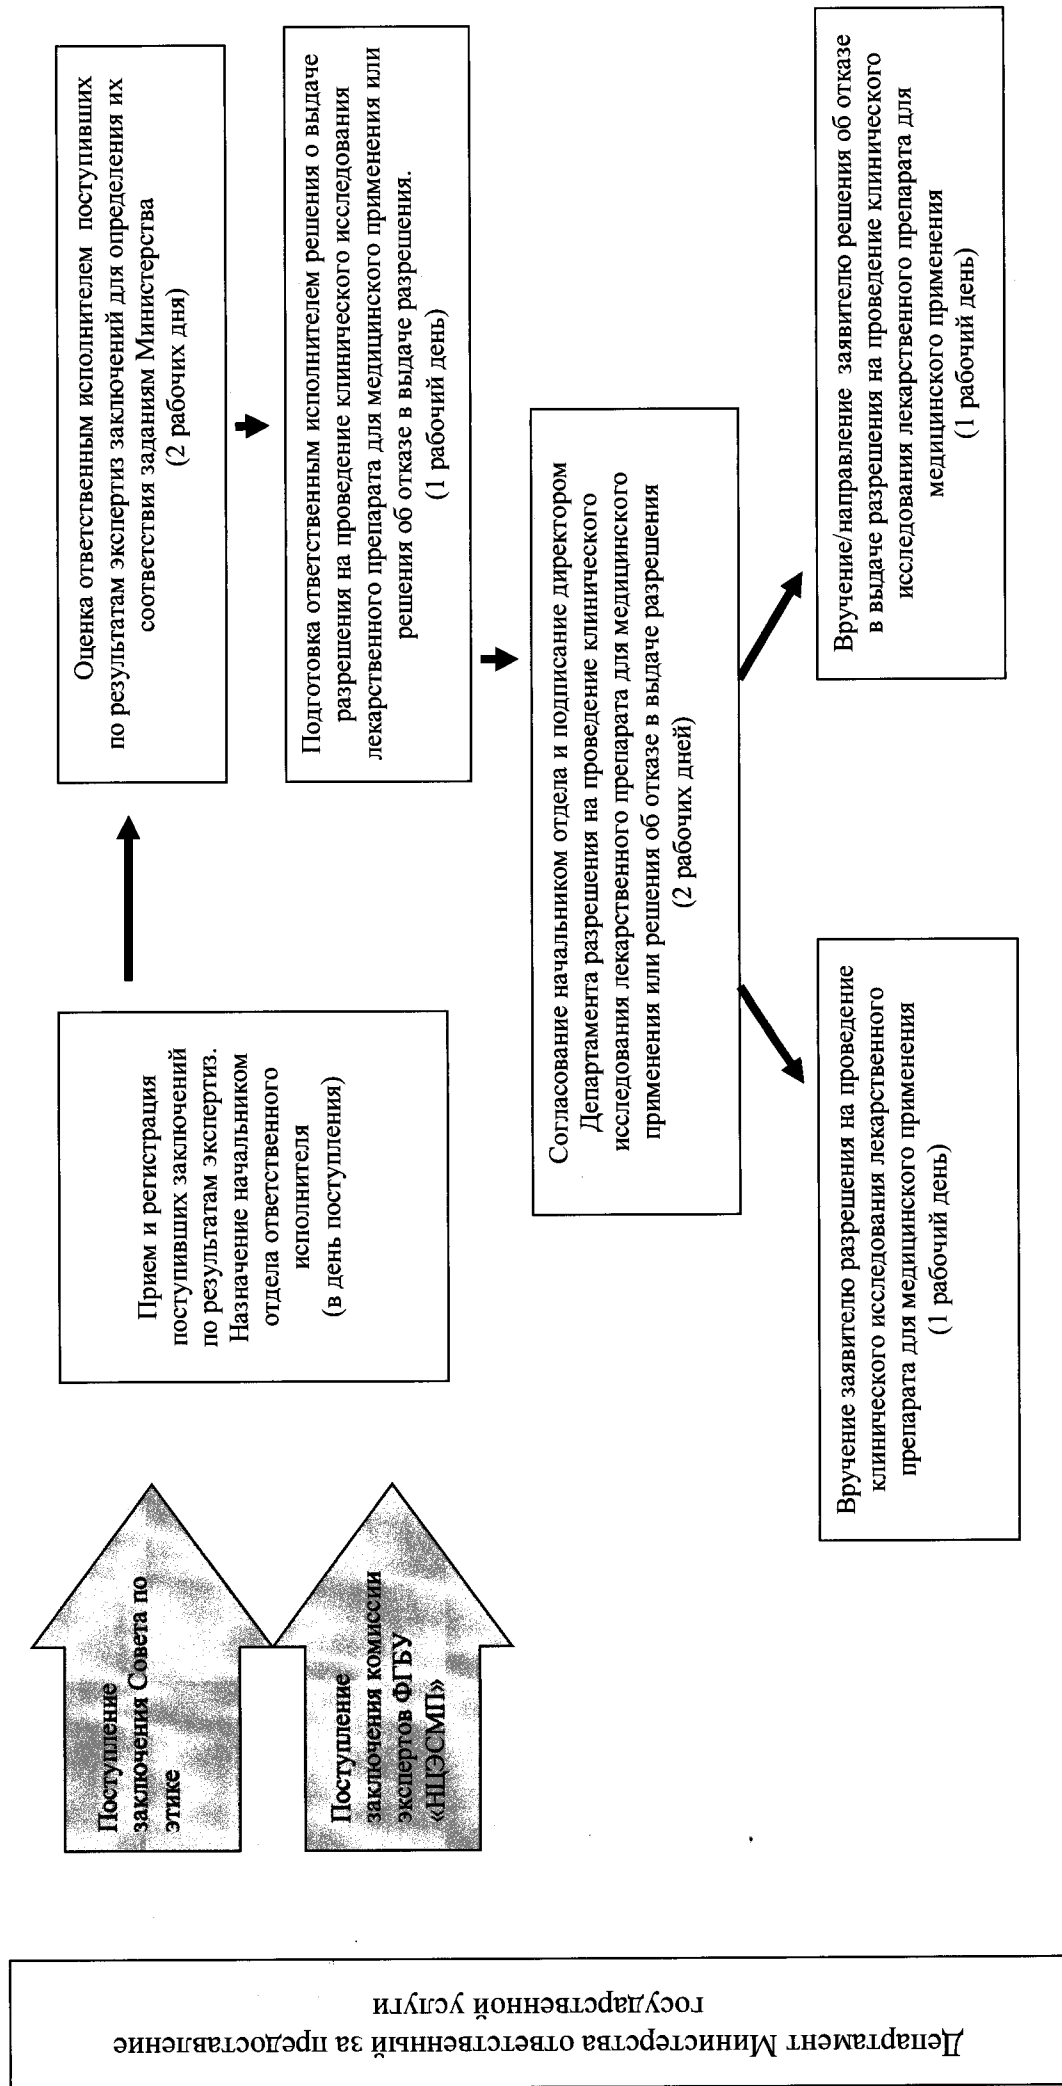 Департамент Министерства ответственный за предоставление
государственной услуги
Поступление
заключения Совета по
этике
Поступление
заключения комиссии
экспертов ФГБУ
«НЦЭСМП»
Прием и регистрация
поступивших заключений
по результатам экспертиз.
Назначение начальником
отдела ответственного
исполнителя
(в день поступления)
Оценка ответственным исполнителем поступивших
по результатам экспертиз заключений для определения их
соответствия заданиям Министерства
(2 рабочих дня)
Подготовка ответственным исполнителем решения о выдаче
разрешения на проведение клинического исследования
лекарственного препарата для медицинского применения или
решения об отказе в выдаче разрешения.
(1 рабочий день)
Согласование начальником отдела и подписание директором
Департамента разрешения на проведение клинического
исследования лекарственного препарата для медицинского
применения или решения об отказе в выдаче разрешения
(2 рабочих дней)
Вручение заявителю разрешения на проведение
клинического исследования лекарственного
препарата для медицинского применения
(1 рабочий день)
Вручение/направление заявителю решения об отказе
в выдаче разрешения на проведение клинического
исследования лекарственного препарата для
медицинского применения
(1 рабочий день)